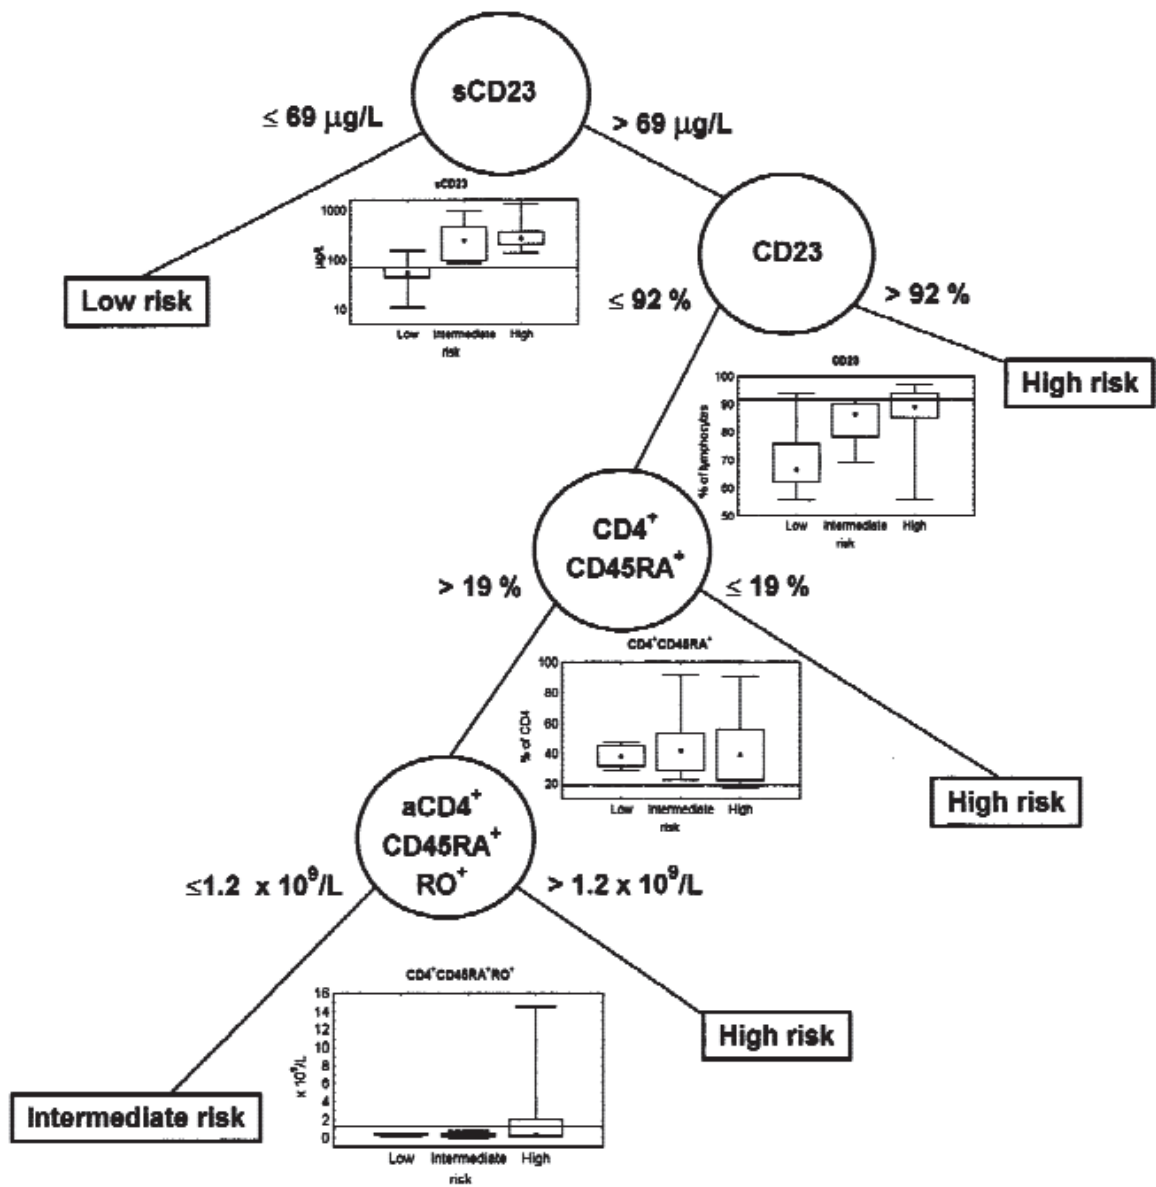 sCD23
≤ 69 µg/L
> 69 µg/L
sCD23
1000
100
10
µg/L
Low
Intermediate
High
risk
Low risk
CD23
≤ 92 %
> 92 %
High risk
CD23
100
90
80
70
60
50
% of lymphocytes
Low
Intermediate
High
risk
CD4⁺
CD45RA⁺
> 19 %
≤ 19 %
CD4⁺CD45RA⁺
100
80
60
40
20
% of CD4
Low
Intermediate
High
risk
High risk
aCD4⁺
CD45RA⁺
RO⁺
≤1.2 x 10⁹/L
> 1.2 x 10⁹/L
CD4⁺CD45RA⁺RO⁺
16
14
12
10
8
6
4
2
0
x 10⁹/L
Low
Intermediate
High
risk
High risk
Intermediate risk